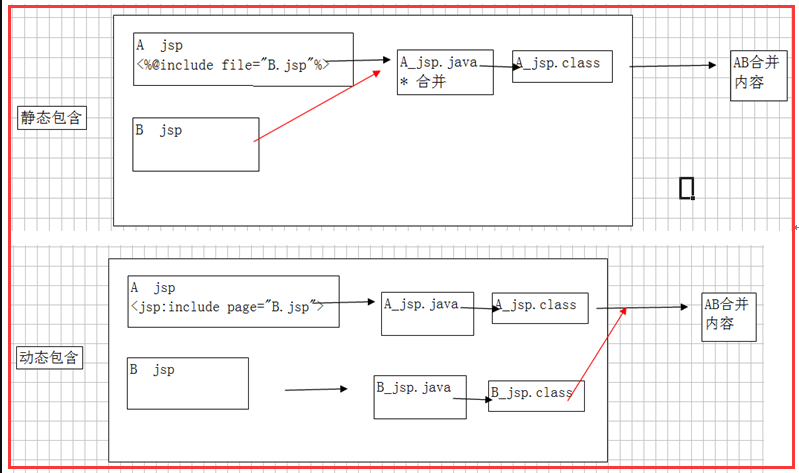 A  jsp
<%@include file="B.jsp"%>
A_jsp.java
* 合并
A_jsp.class
AB合并
内容
静态包含
B  jsp
A  jsp
<jsp:include page="B.jsp">
A_jsp.java
A_jsp.class
AB合并
内容
动态包含
B  jsp
B_jsp.java
B_jsp.class